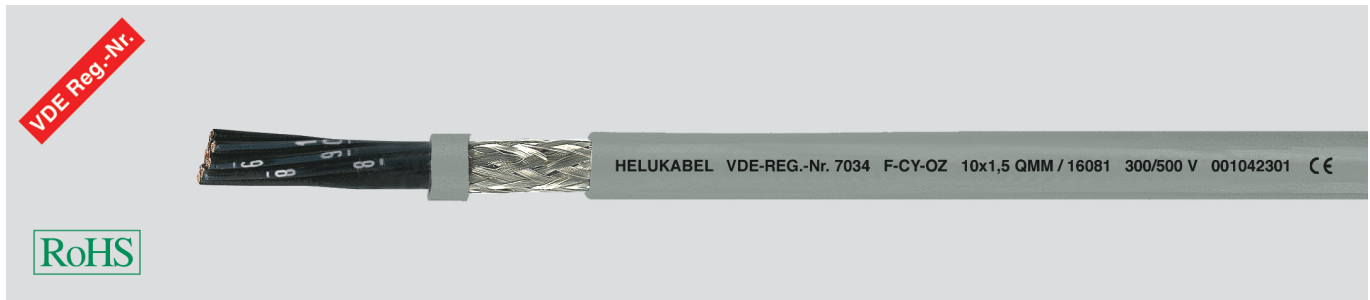 VDE Reg.-Nr.
HELUKABEL VDE-REG.-Nr. 7034 F-CY-OZ 10x1,5 QMM / 16081 300/500 V 001042301 CE
RoHS